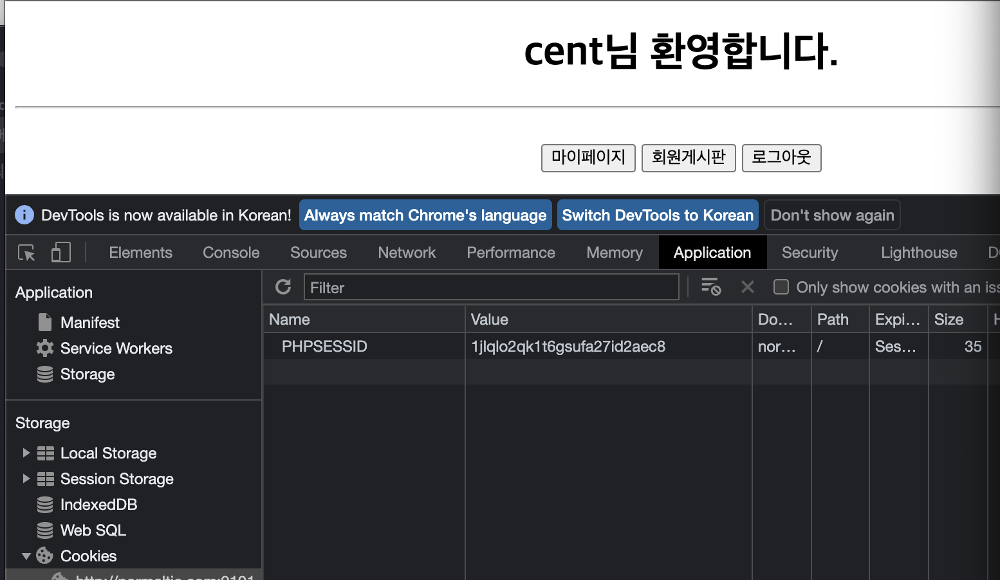 cent님 환영합니다.
마이페이지 회원게시판 로그아웃
DevTools is now available in Korean! Always match Chrome's language Switch DevTools to Korean Don't show again
Elements Console Sources Network Performance Memory Application Security Lighthouse
Application
Manifest
Service Workers
Storage
Storage
Local Storage
Session Storage
IndexedDB
Web SQL
Cookies
Filter Only show cookies with an iss
Name Value Do... Path Expi... Size
PHPSESSID 1jlqlo2qk1t6gsufa27id2aec8 nor... / Ses... 35